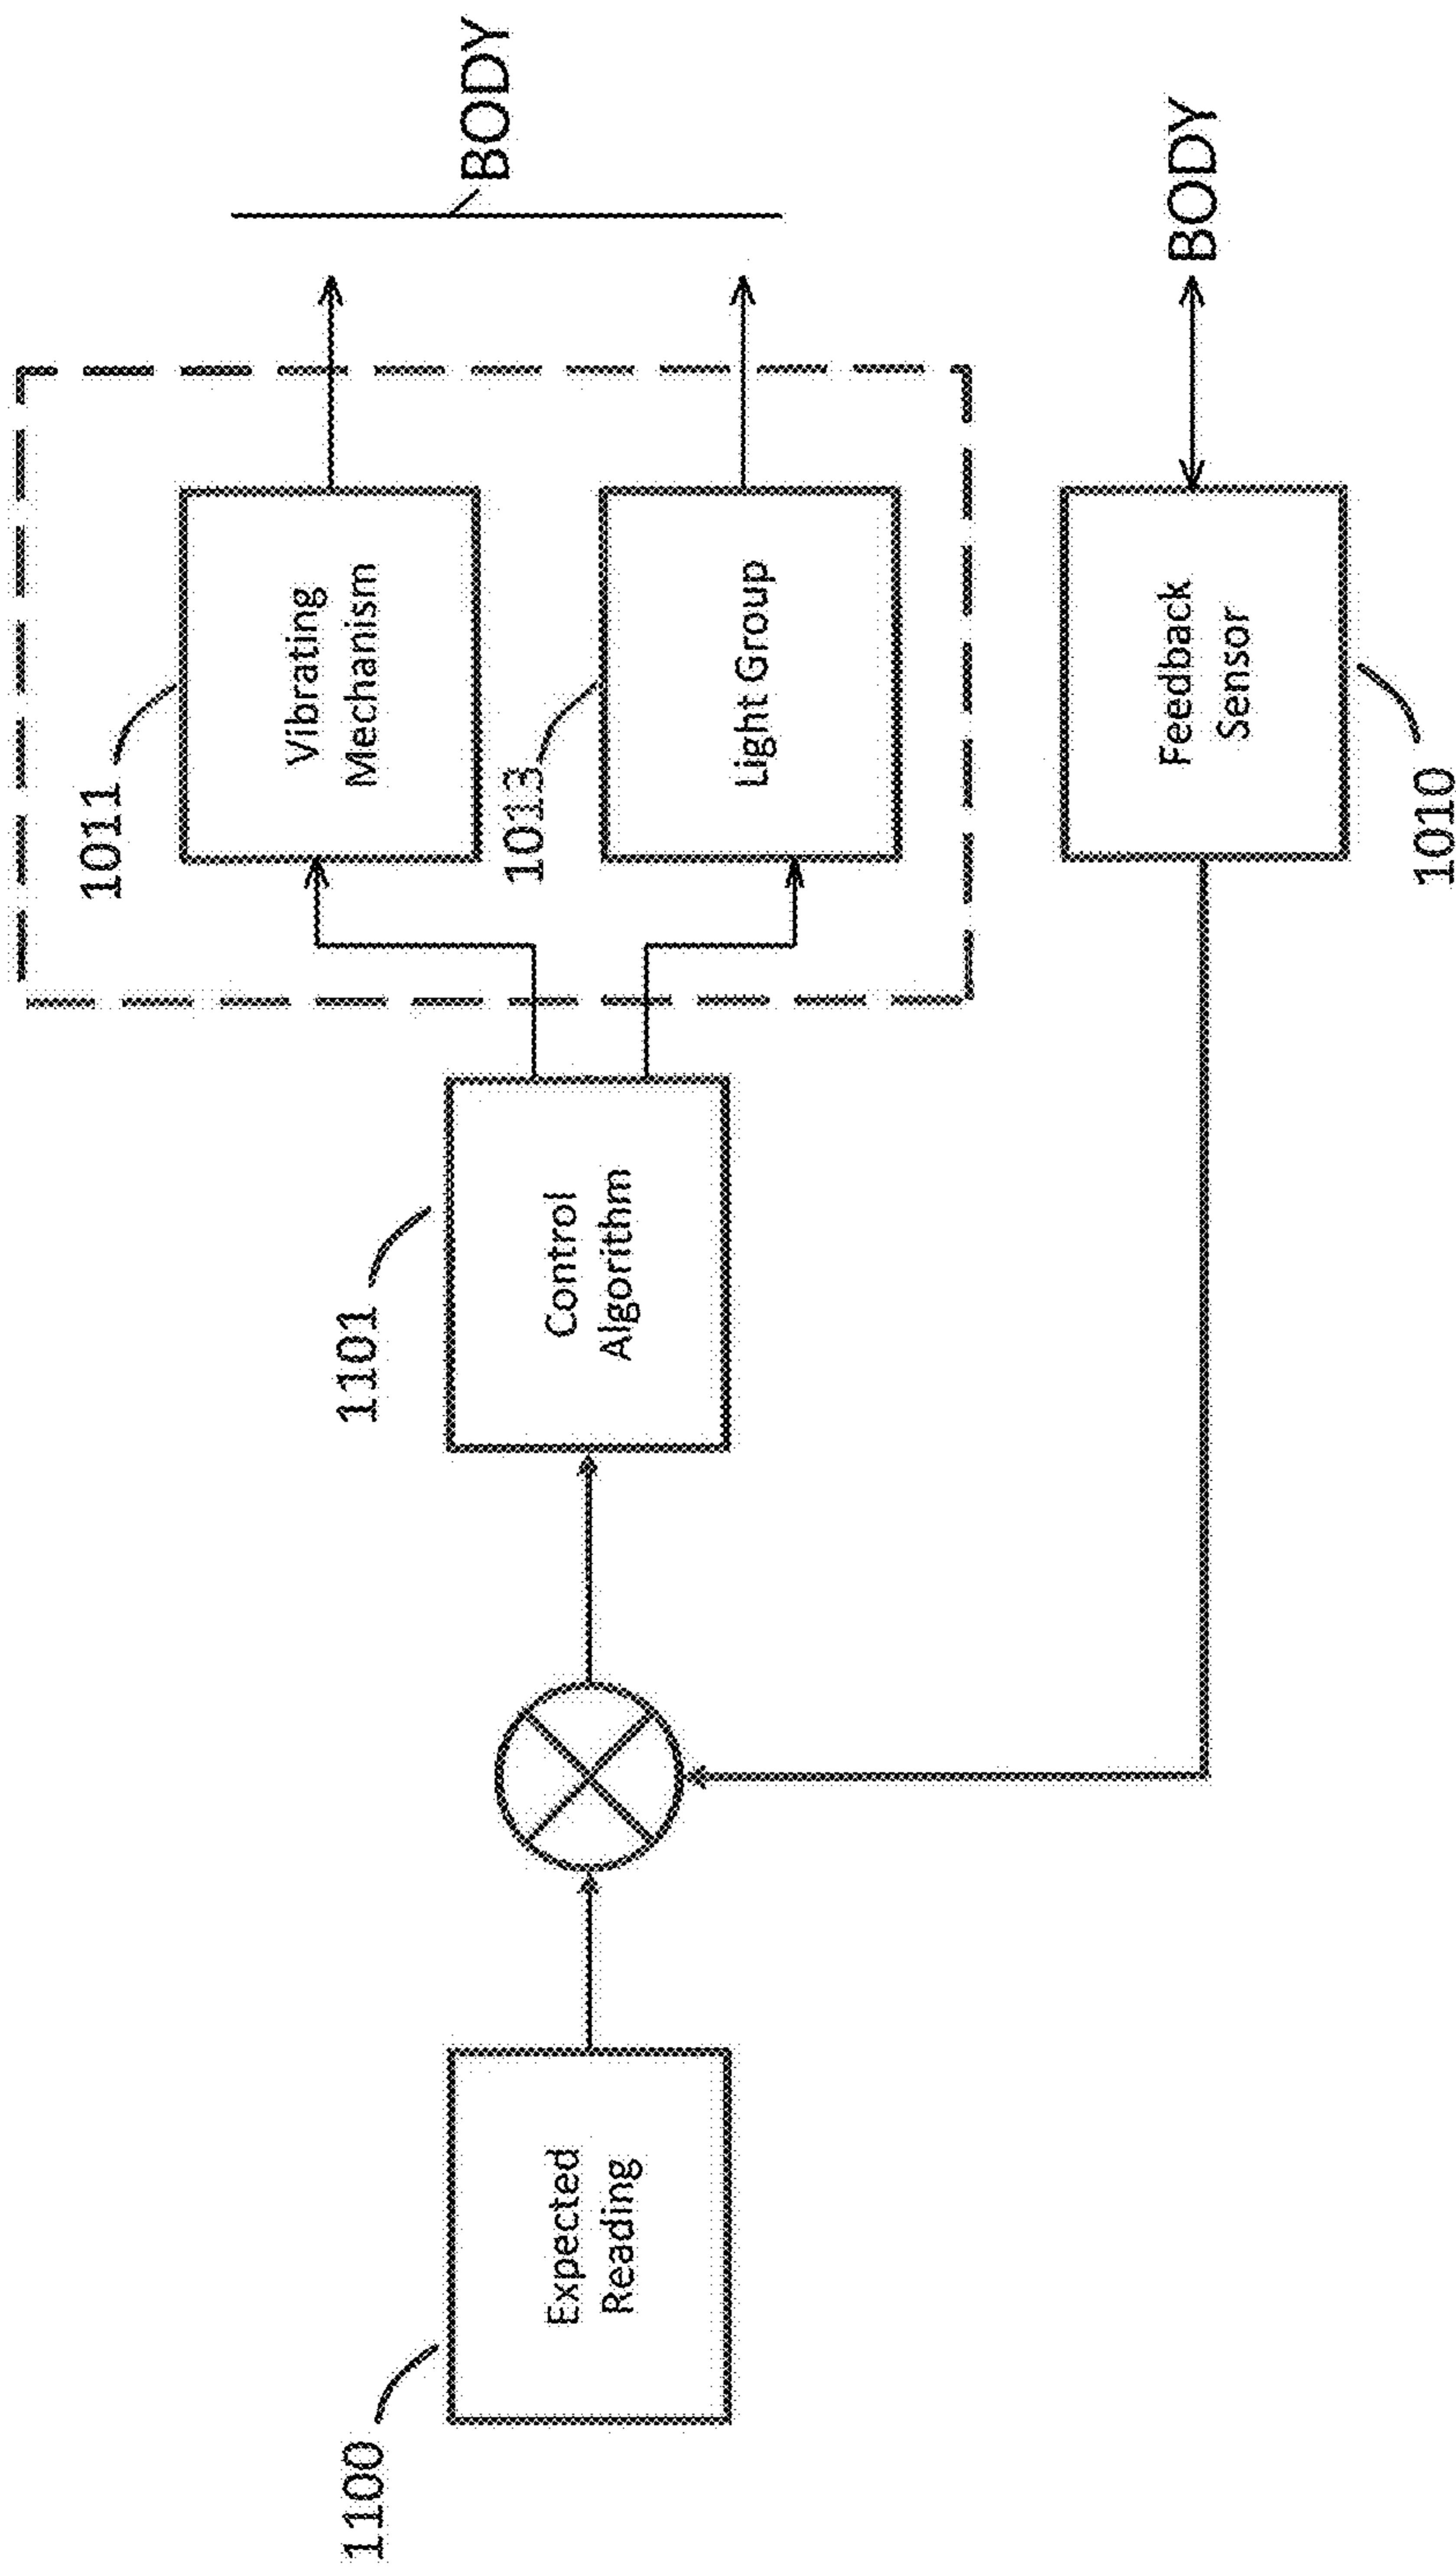 1100
Expected
Reading
1101
Control
Algorithm
1011
Vibrating
Mechanism
1013
Light Group
BODY
Feedback
Sensor
1010
BODY